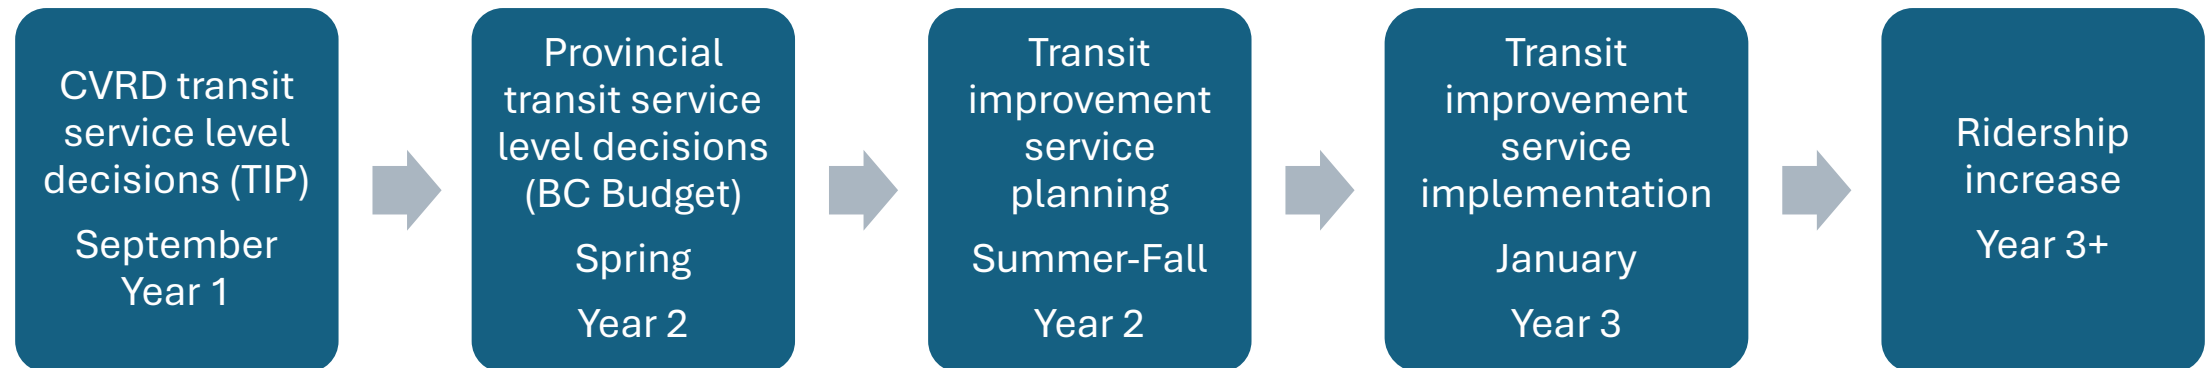 CVRD transit
service level
decisions (TIP)
September
Year 1
Provincial
transit service
level decisions
(BC Budget)
Spring
Year 2
Transit
improvement
service
planning
Summer-Fall
Year 2
Transit
improvement
service
implementation
January
Year 3
Ridership
increase
Year 3+